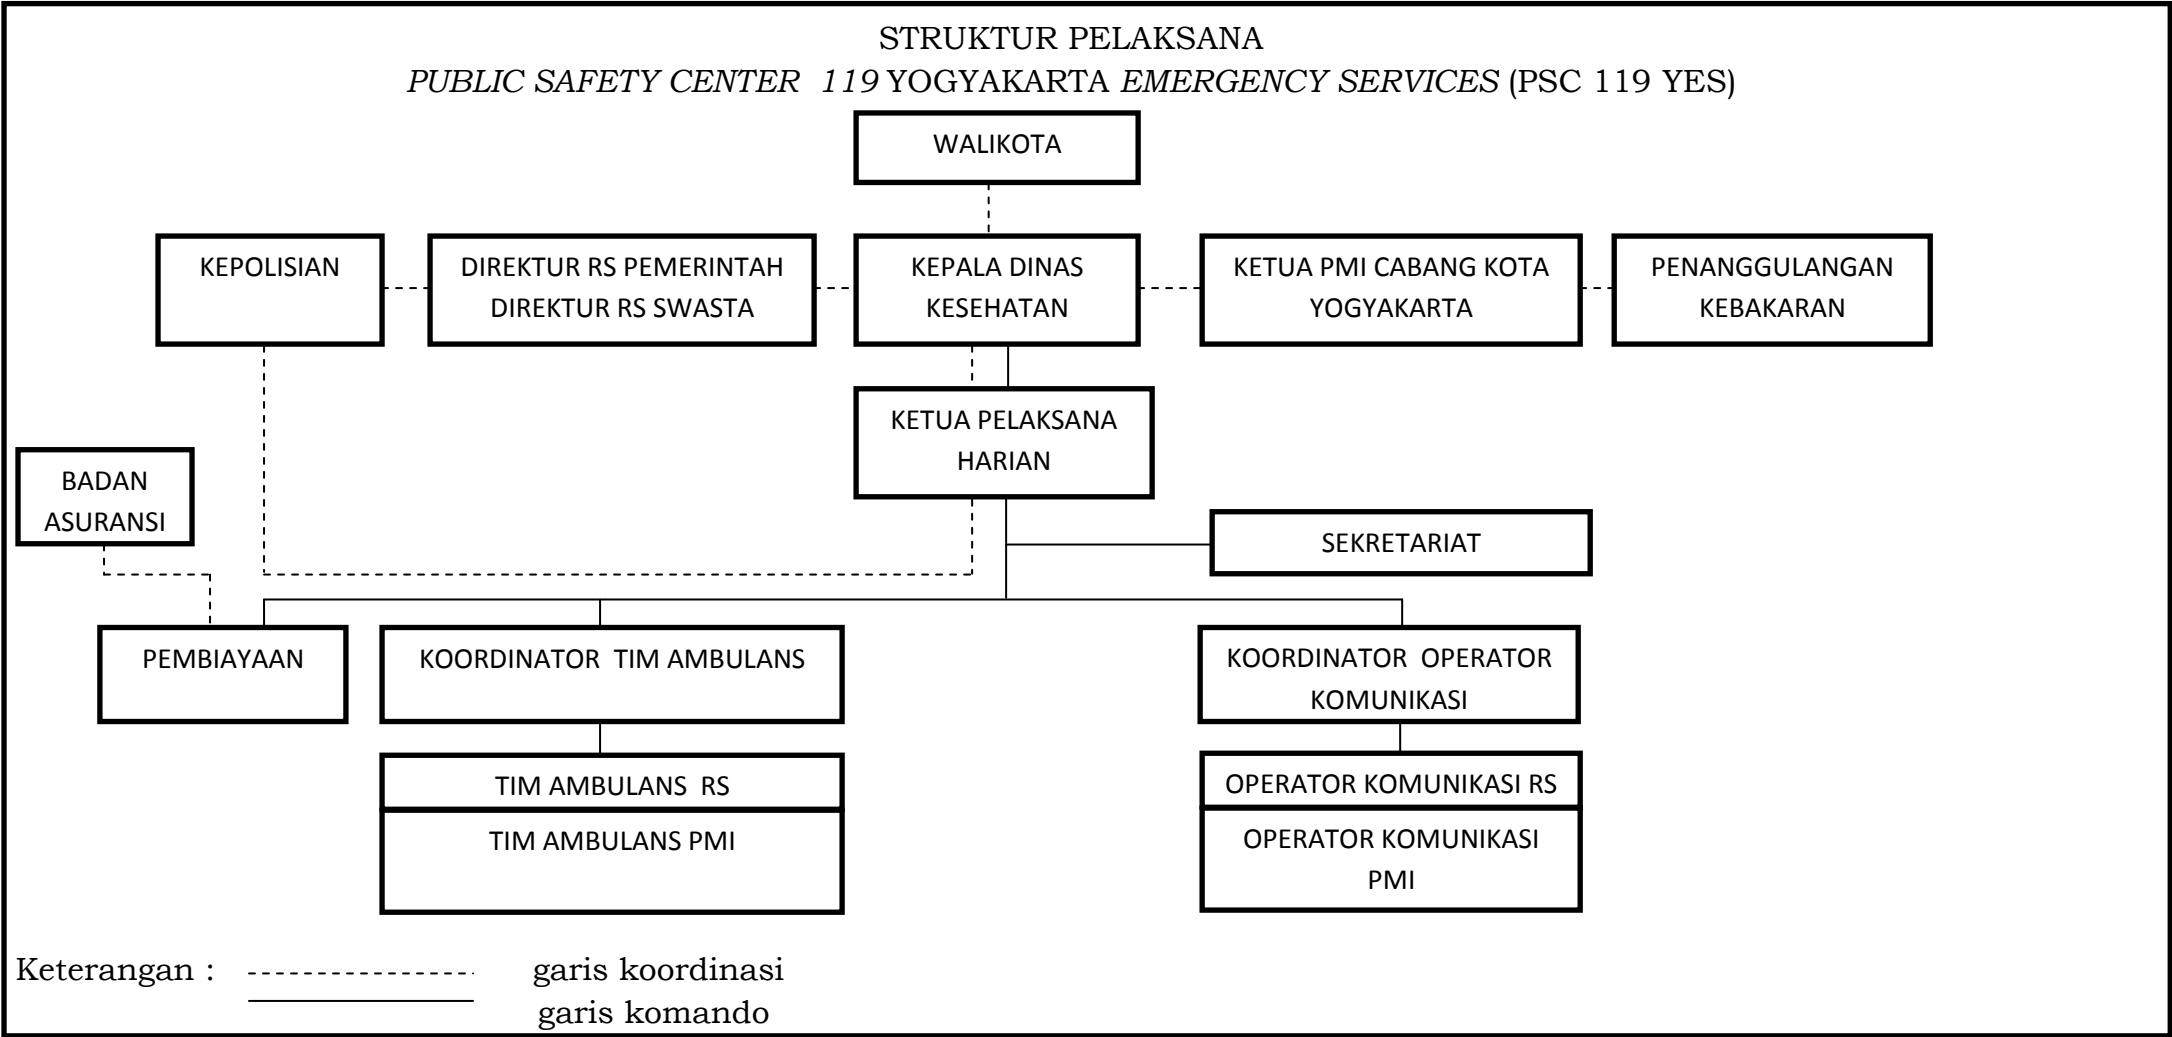 STRUKTUR PELAKSANA
PUBLIC SAFETY CENTER 119 YOGYAKARTA EMERGENCY SERVICES (PSC 119 YES)
WALIKOTA
KEPOLISIAN
DIREKTUR RS PEMERINTAH
DIREKTUR RS SWASTA
KEPALA DINAS
KESEHATAN
KETUA PMI CABANG KOTA
YOGYAKARTA
PENANGGULANGAN
KEBAKARAN
KETUA PELAKSANA
HARIAN
BADAN
ASURANSI
SEKRETARIAT
PEMBIAYAAN
KOORDINATOR TIM AMBULANS
KOORDINATOR OPERATOR
KOMUNIKASI
TIM AMBULANS RS
TIM AMBULANS PMI
OPERATOR KOMUNIKASI RS
OPERATOR KOMUNIKASI
PMI
Keterangan : garis koordinasi
garis komando